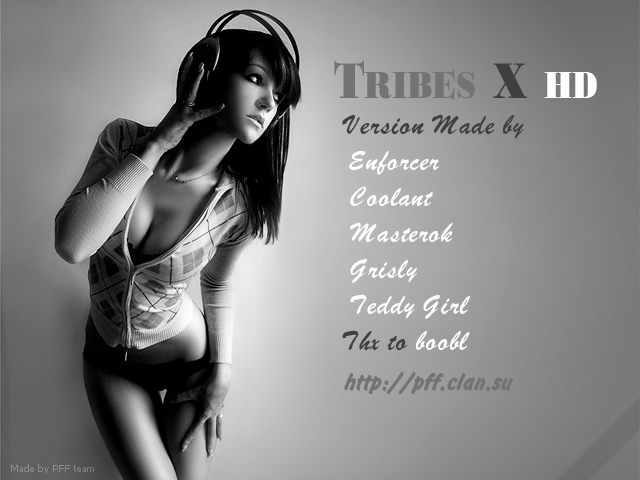 TRIBES X HD
Version Made by
Enforcer
Coolant
Masterok
Grisly
Teddy Girl
Thx to boobl
http://pff.clan.su
Made by PFF team